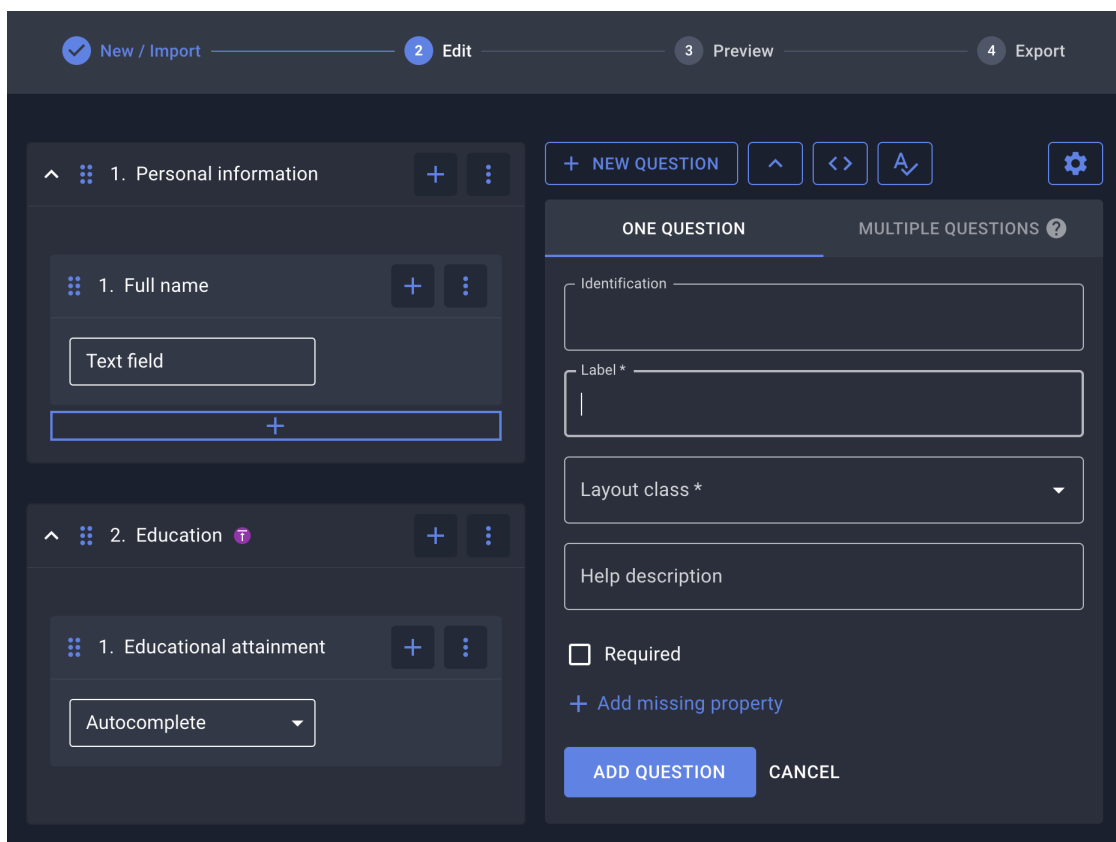 New / Import
2 Edit
3 Preview
4 Export
1. Personal information
1. Full name
Text field
2. Education
1. Educational attainment
Autocomplete
NEW QUESTION
ONE QUESTION
MULTIPLE QUESTIONS ?
Identification
Label *
Layout class *
Help description
Required
Add missing property
ADD QUESTION
CANCEL